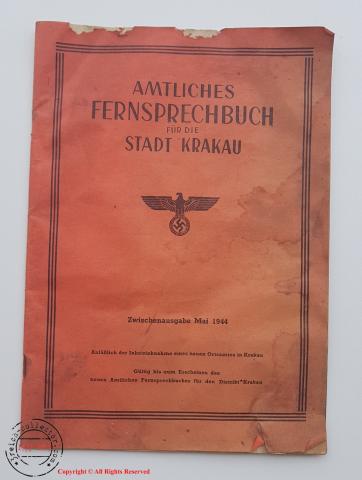 AMTLICHES
FERNSPRECHBUCH
FÜR DIE
STADT KRAKAU
Zwischenausgabe Mai 1944
Anläßlich der Inbetriebnahme eines neuen Ortsamtes in Krakau
Gültig bis zum Erscheinen des
neuen Amtlichen Fernsprechbuches für den Distrikt Krakau
Copyright © All Rights Reserved